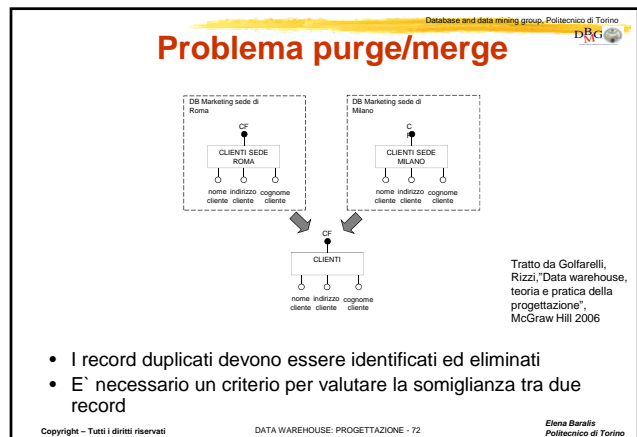 Database and data mining group, Politecnico di Torino
DBMG
Problema purge/merge
DB Marketing sede di
Roma
CF
CLIENTI SEDE
ROMA
nome
cliente
indirizzo
cliente
cognome
cliente
DB Marketing sede di
Milano
C
F
CLIENTI SEDE
MILANO
nome
cliente
indirizzo
cliente
cognome
cliente
CF
CLIENTI
nome
cliente
indirizzo
cliente
cognome
cliente
Tratto da Golfarelli,
Rizzi,"Data warehouse,
teoria e pratica della
progettazione",
McGraw Hill 2006
• I record duplicati devono essere identificati ed eliminati
• E` necessario un criterio per valutare la somiglianza tra due
record
Copyright – Tutti i diritti riservati
DATA WAREHOUSE: PROGETTAZIONE - 72
Elena Baralis
Politecnico di Torino